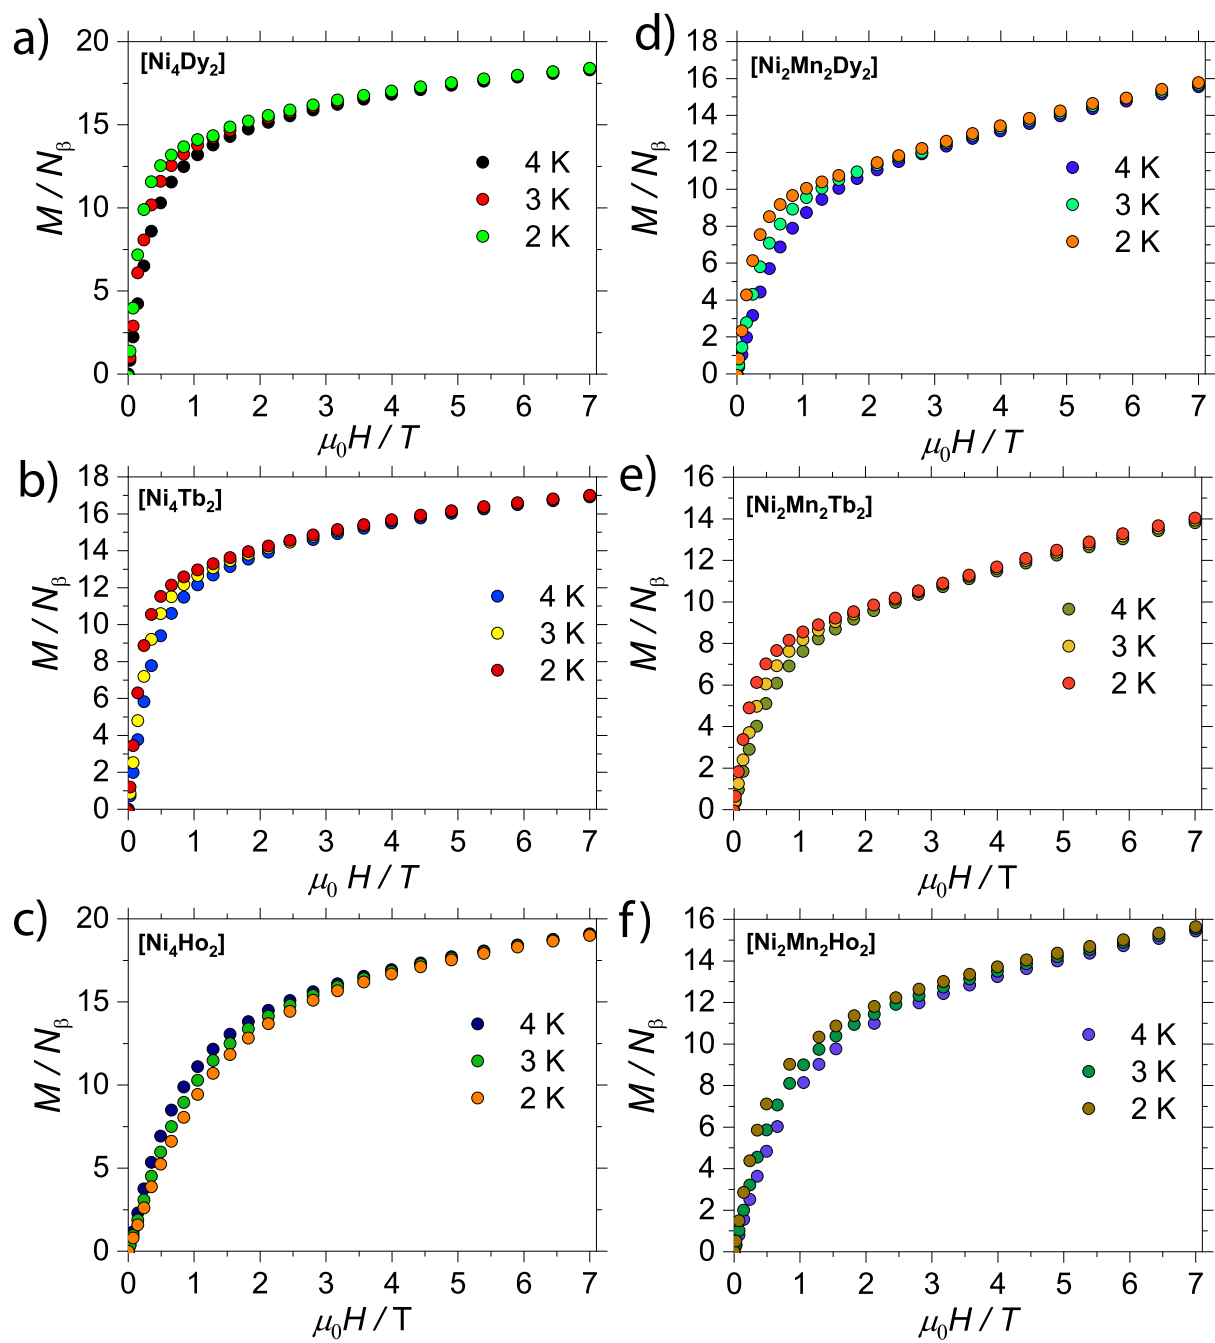 a)
[Ni₄Dy₂]
20
15
10
5
0
M / Nᵦ
4 K
3 K
2 K
0 1 2 3 4 5 6 7
μ₀H / T
d)
[Ni₂Mn₂Dy₂]
18
16
14
12
10
8
6
4
2
0
M / Nᵦ
4 K
3 K
2 K
0 1 2 3 4 5 6 7
μ₀H / T
b)
[Ni₄Tb₂]
18
16
14
12
10
8
6
4
2
0
M / Nᵦ
4 K
3 K
2 K
0 1 2 3 4 5 6 7
μ₀ H / T
e)
[Ni₂Mn₂Tb₂]
16
14
12
10
8
6
4
2
0
M / Nᵦ
4 K
3 K
2 K
0 1 2 3 4 5 6 7
μ₀H / T
c)
[Ni₄Ho₂]
20
15
10
5
0
M / Nᵦ
4 K
3 K
2 K
0 1 2 3 4 5 6 7
μ₀H / T
f)
[Ni₂Mn₂Ho₂]
16
14
12
10
8
6
4
2
0
M / Nᵦ
4 K
3 K
2 K
0 1 2 3 4 5 6 7
μ₀H / T